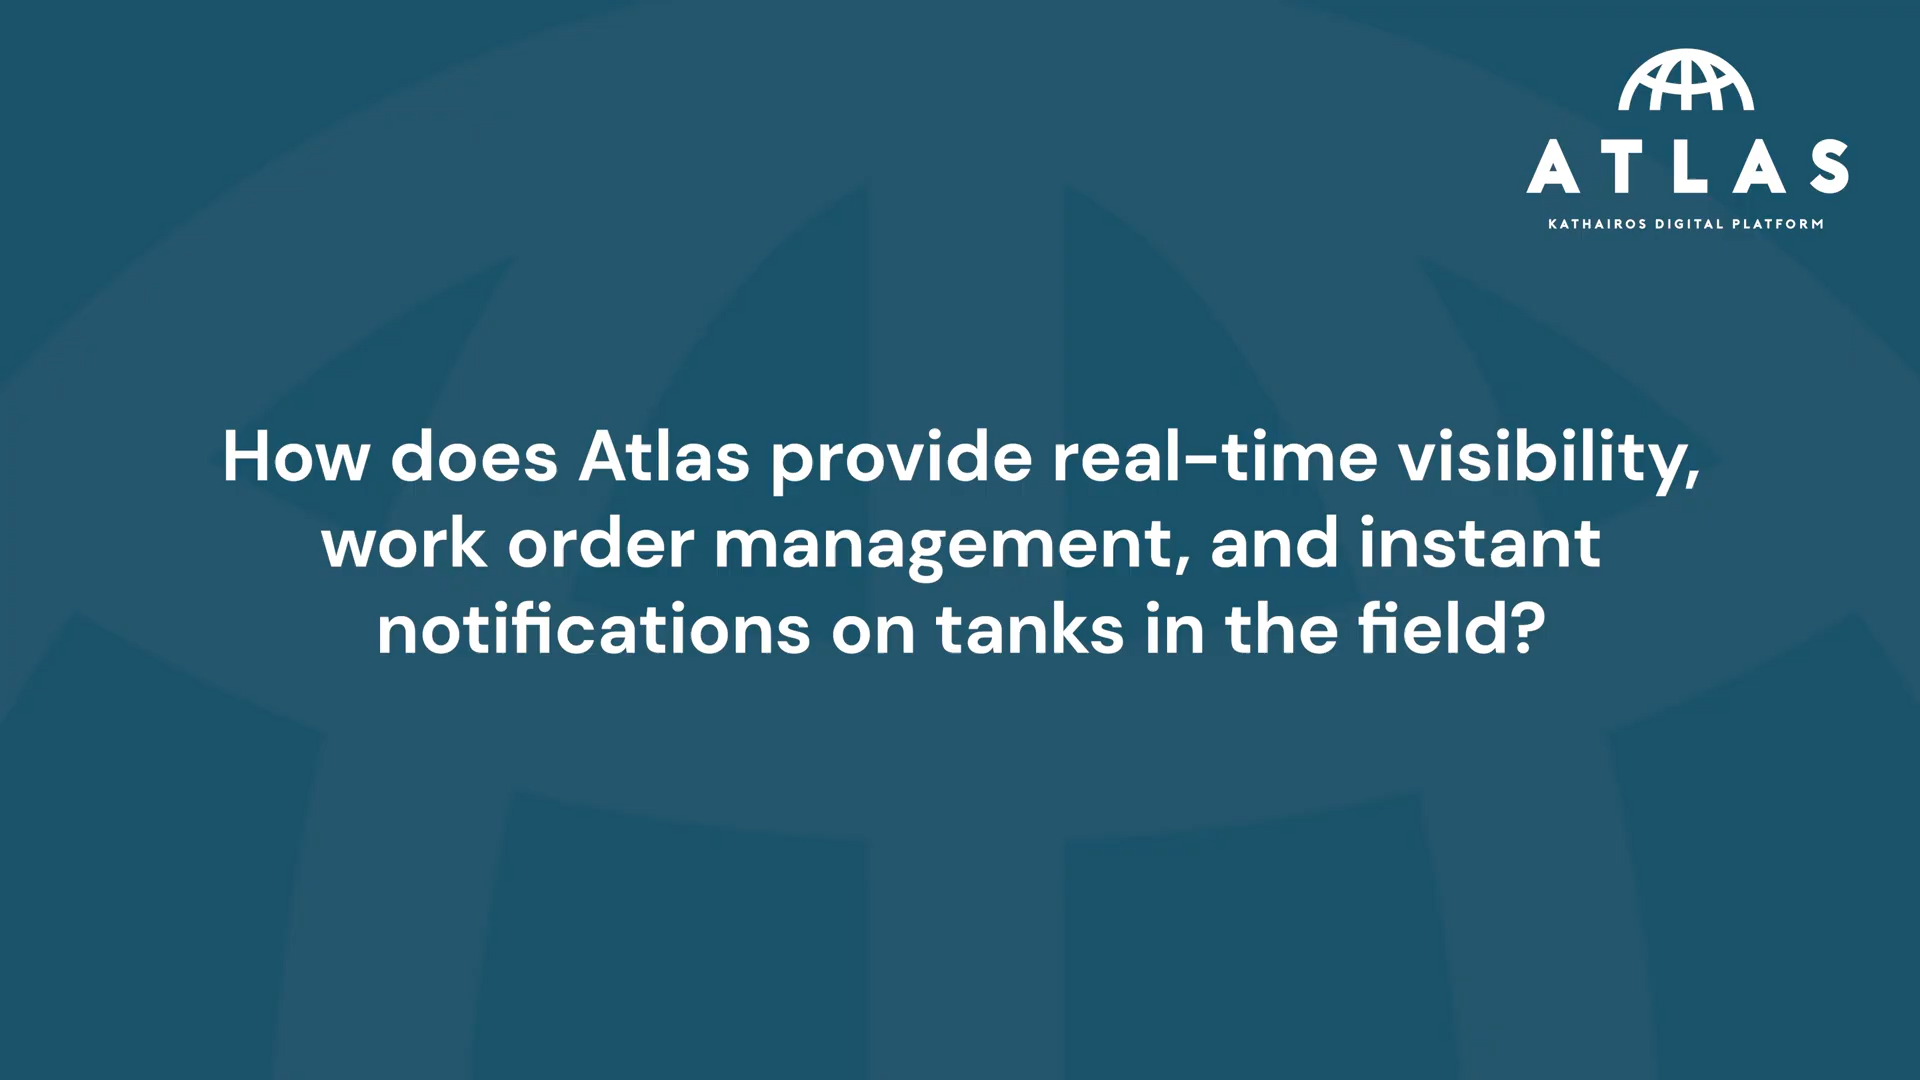 ATLAS
KATHAIROS DIGITAL PLATFORM
How does Atlas provide real-time visibility,
work order management, and instant
notifications on tanks in the field?